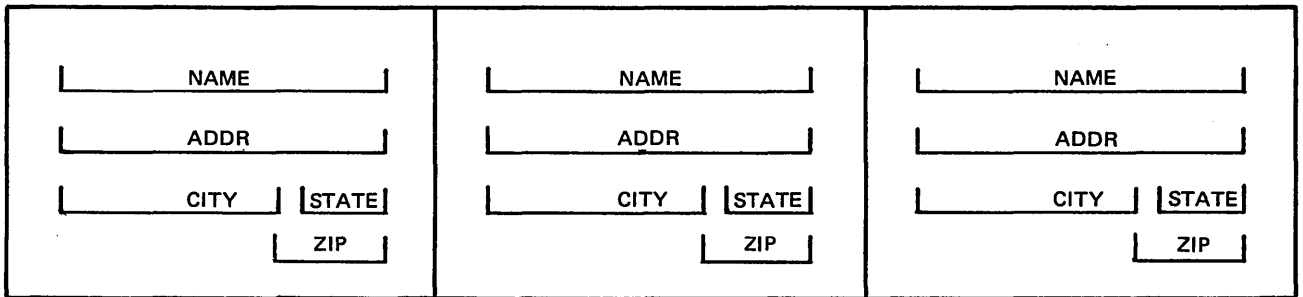 NAME NAME NAME
ADDR ADDR ADDR
CITY STATE CITY STATE CITY STATE
ZIP ZIP ZIP